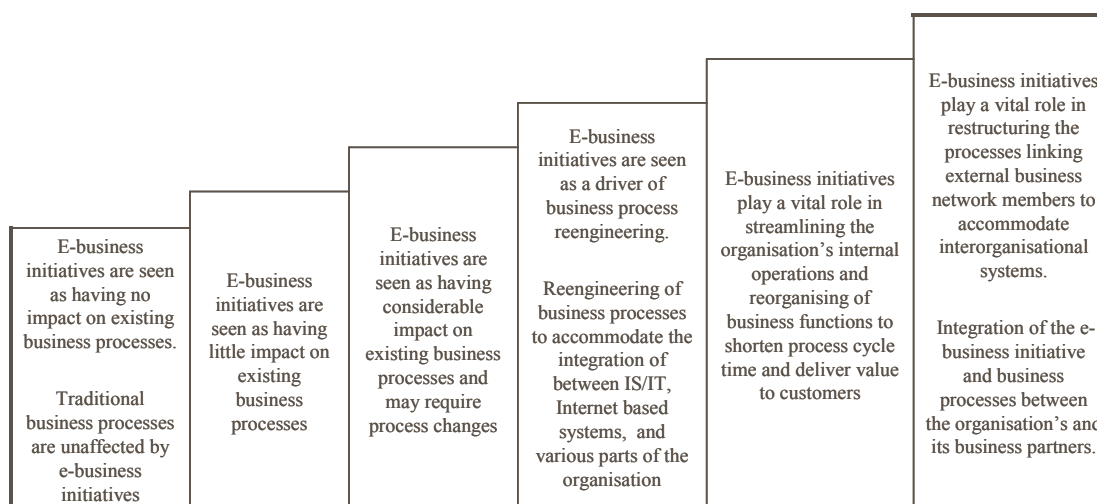 E-business
initiatives are seen
as having no
impact on existing
business processes.
Traditional
business processes
are unaffected by
e-business
initiatives
E-business
initiatives are
seen as having
little impact on
existing
business
processes
E-business
initiatives are
seen as having
considerable
impact on
existing business
processes and
may require
process changes
E-business
initiatives are seen
as a driver of
business process
reengineering.
Reengineering of
business processes
to accommodate the
integration of
between IS/IT,
Internet based
systems, and
various parts of the
organisation
E-business initiatives
play a vital role in
streamlining the
organisation’s internal
operations and
reorganising of
business functions to
shorten process cycle
time and deliver value
to customers
E-business initiatives
play a vital role in
restructuring the
processes linking
external business
network members to
accommodate
interorganisational
systems.
Integration of the e-
business initiative
and business
processes between
the organisation’s and
its business partners.